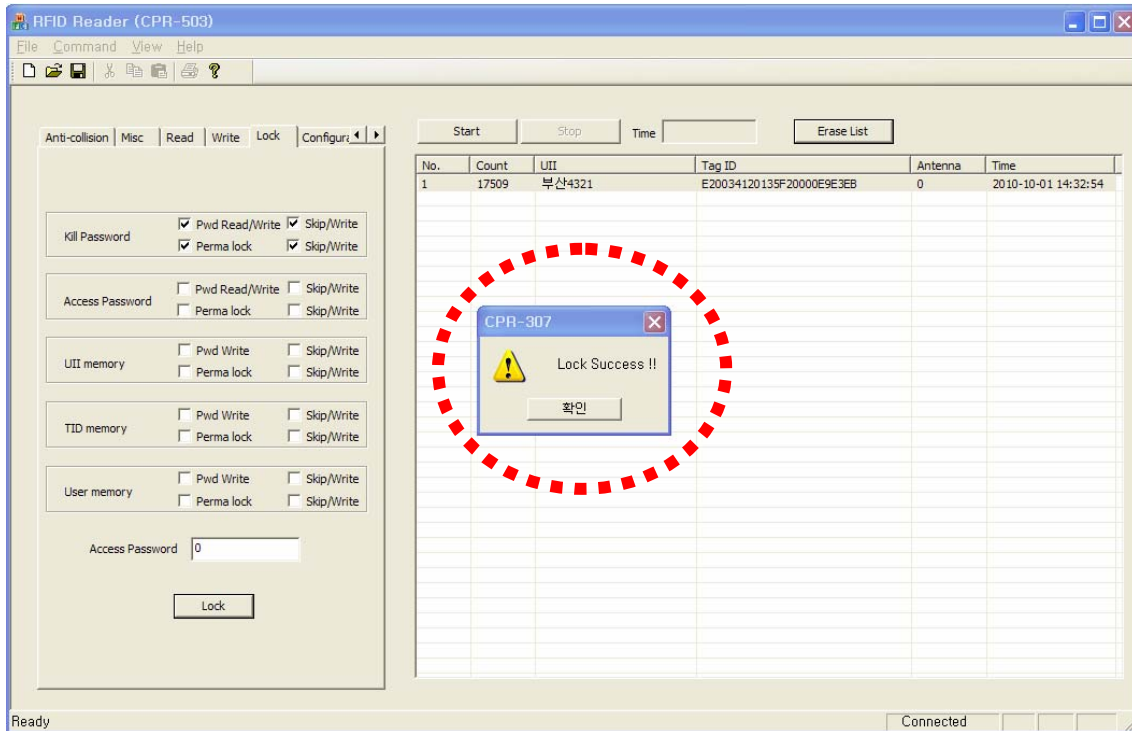 RFID Reader (CPR-503)
File Command View Help
Anti-collision Misc Read Write Lock
Start Stop Time Erase List
No. Count UII Tag ID Antenna Time
1 17509 부산4321 E20034120135F20000E9E3EB 0 2010-10-01 14:32:54
Kill Password
Pwd Read/Write Skip/Write
Perma lock Skip/Write
Access Password
Pwd Read/Write Skip/Write
Perma lock Skip/Write
UII memory
Pwd Write Skip/Write
Perma lock Skip/Write
TID memory
Pwd Write Skip/Write
Perma lock Skip/Write
User memory
Pwd Write Skip/Write
Perma lock Skip/Write
Access Password 0
Lock
CPR-307
Lock Success !!
확인
Ready Connected